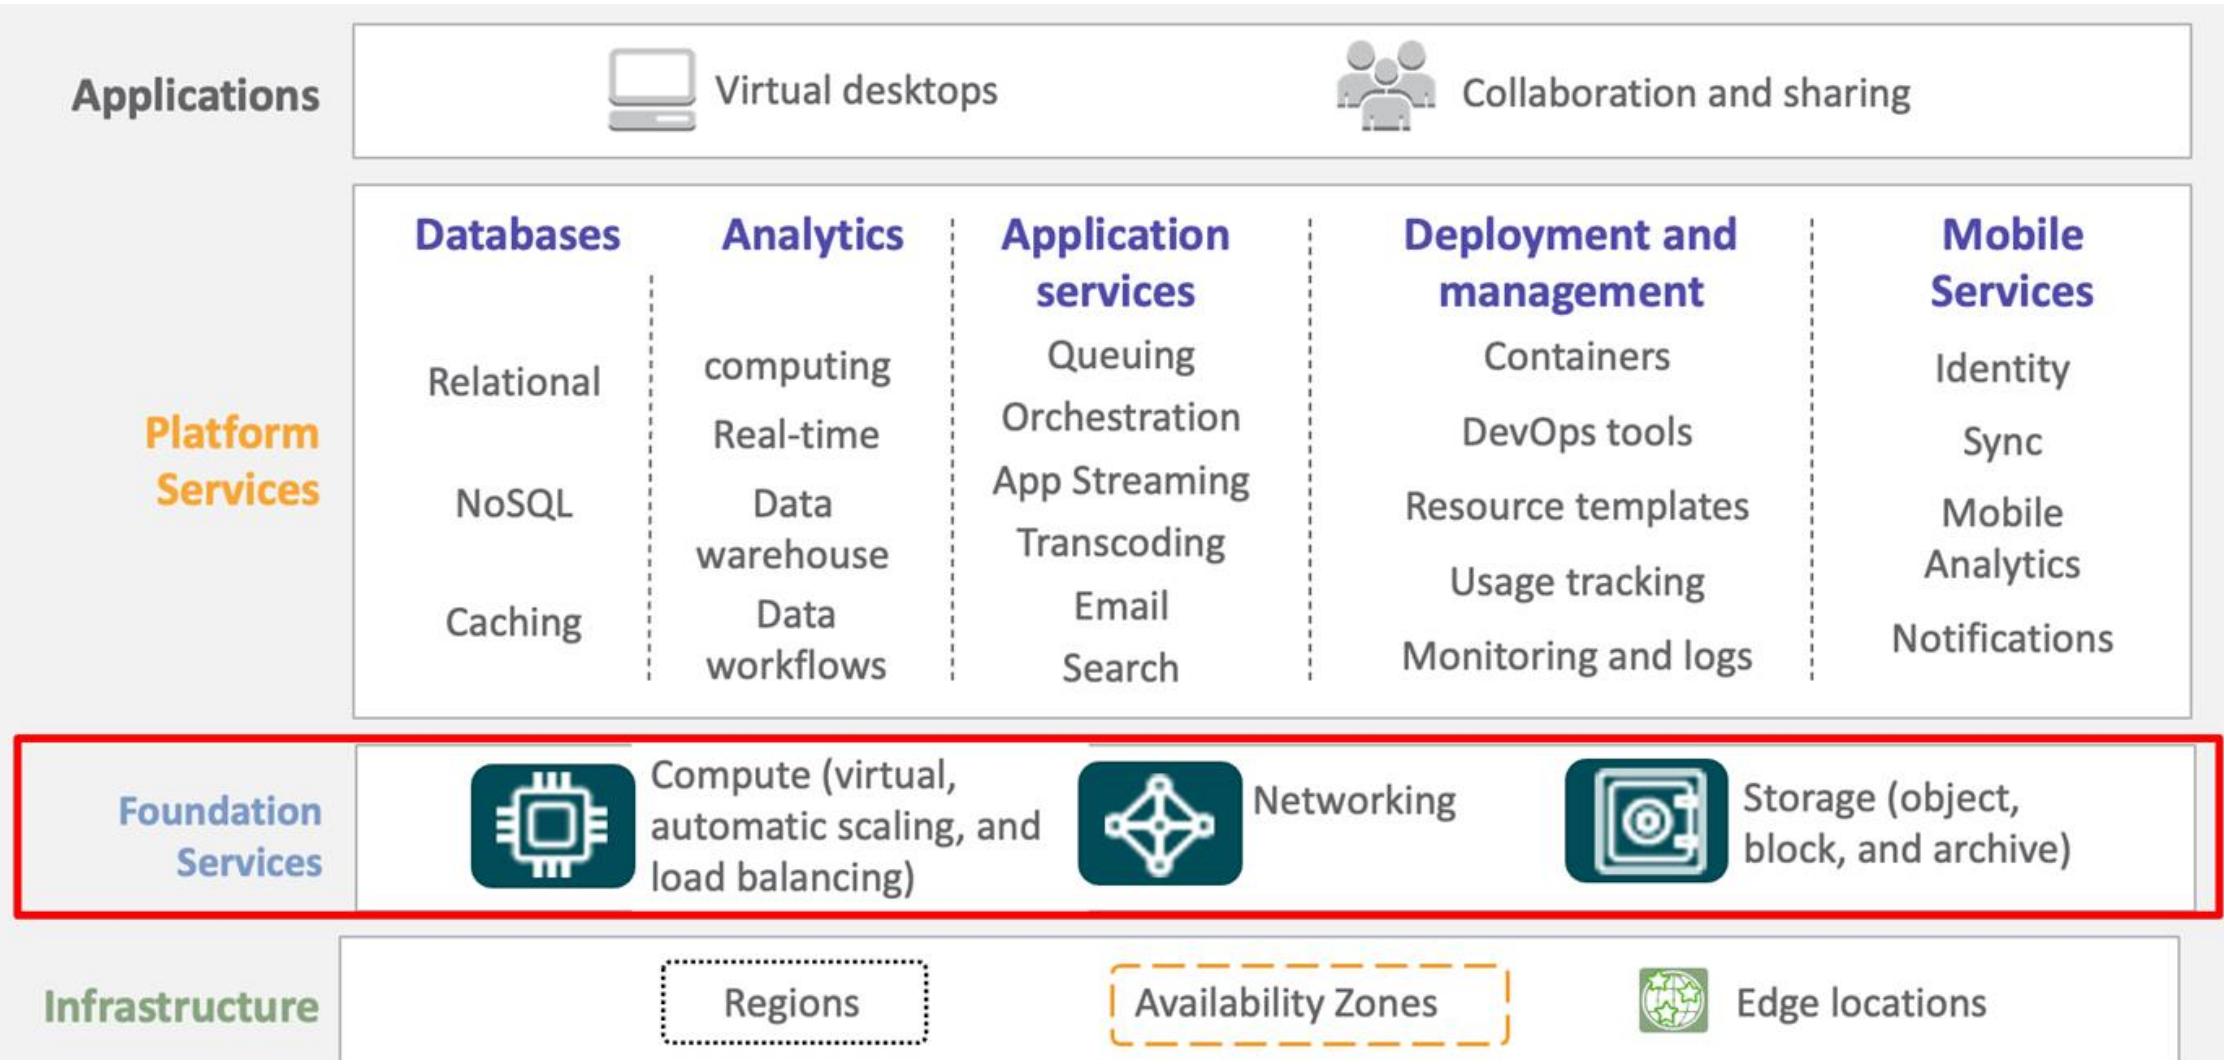 Applications
Virtual desktops
Collaboration and sharing
Platform
Services
Databases
Relational
NoSQL
Caching
Analytics
computing
Real-time
Data
warehouse
Data
workflows
Application
services
Queuing
Orchestration
App Streaming
Transcoding
Email
Search
Deployment and
management
Containers
DevOps tools
Resource templates
Usage tracking
Monitoring and logs
Mobile
Services
Identity
Sync
Mobile
Analytics
Notifications
Foundation
Services
Compute (virtual,
automatic scaling, and
load balancing)
Networking
Storage (object,
block, and archive)
Infrastructure
Regions
Availability Zones
Edge locations